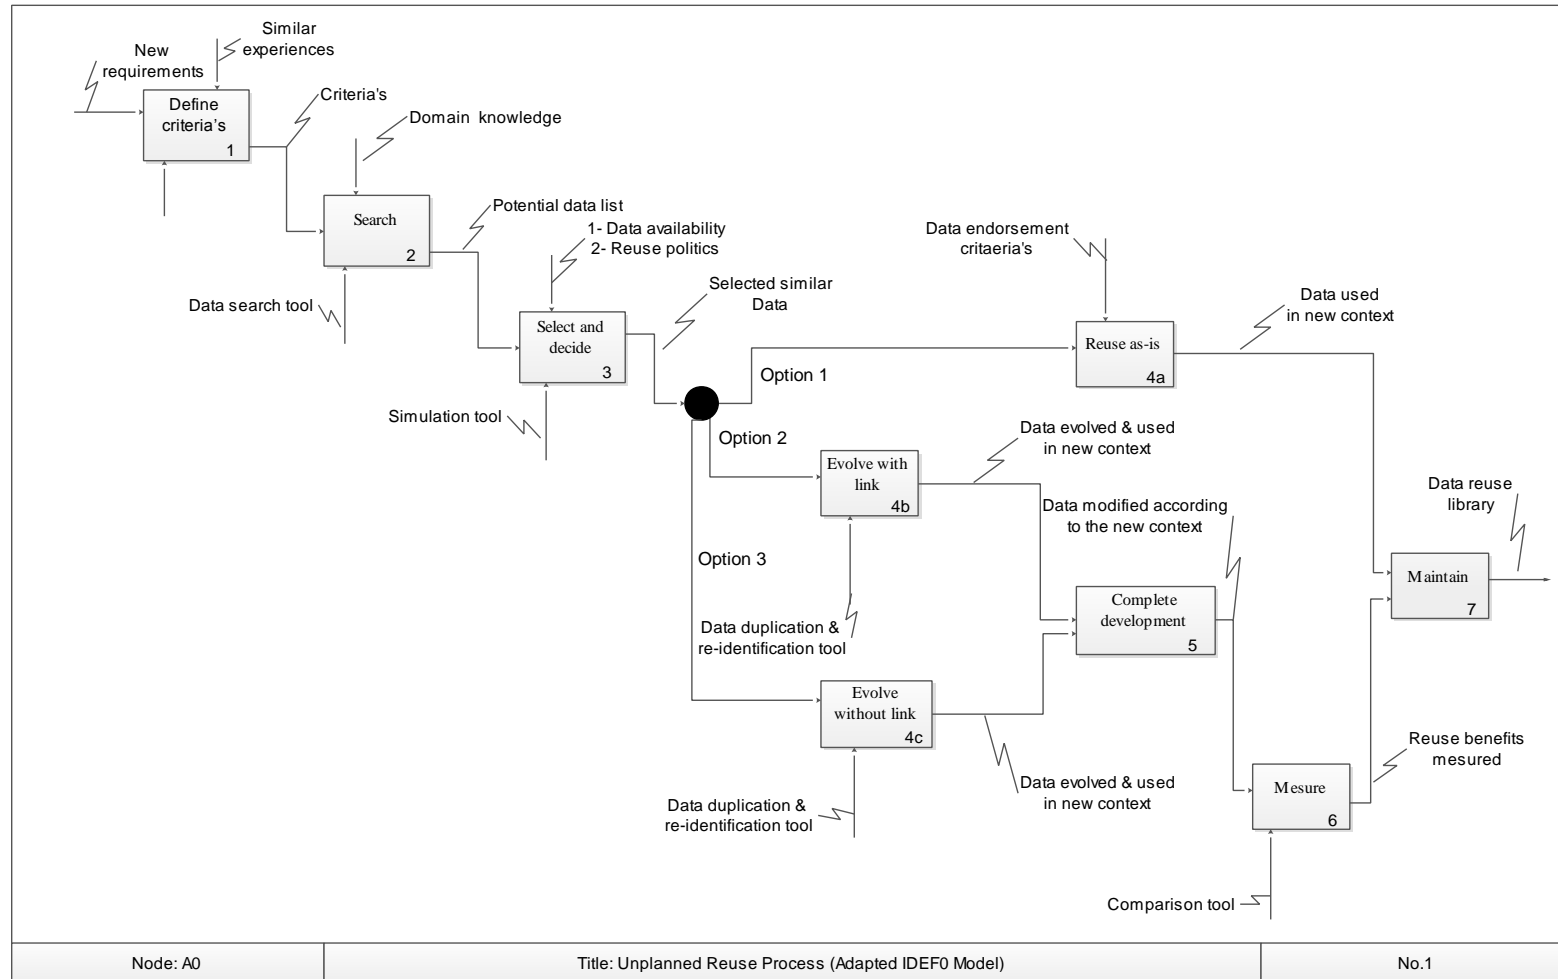 Similar
experiences
New
requirements
Define
criteria's
1
Criteria's
Domain knowledge
Search
2
Data search tool
Potential data list
1- Data availability
2- Reuse politics
Select and
decide
3
Simulation tool
Selected similar
Data
Option 1
Option 2
Option 3
Data endorsement
critaeria's
Reuse as-is
4a
Data used
in new context
Evolve with
link
4b
Data evolved & used
in new context
Data duplication &
re-identification tool
Evolve
without link
4c
Data evolved & used
in new context
Data duplication &
re-identification tool
Data modified according
to the new context
Complete
development
5
Mesure
6
Comparison tool
Reuse benefits
mesured
Data reuse
library
Maintain
7
Node: A0
Title: Unplanned Reuse Process (Adapted IDEF0 Model)
No.1